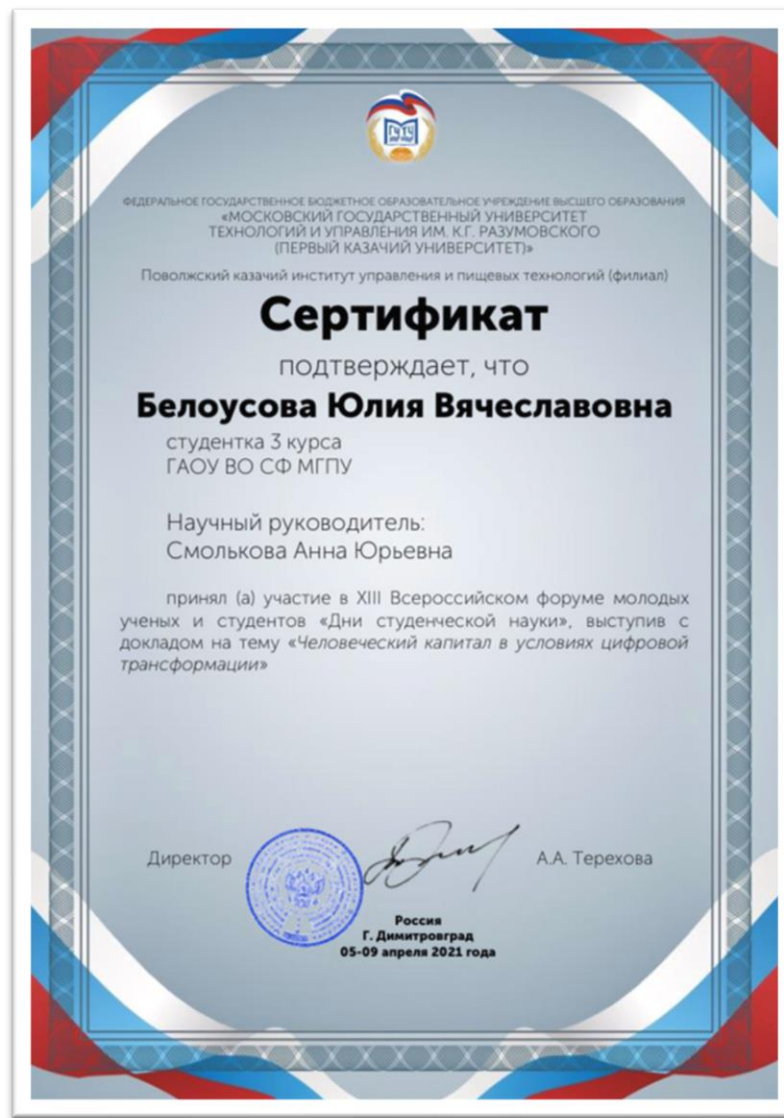 ФЕДЕРАЛЬНОЕ ГОСУДАРСТВЕННОЕ БЮДЖЕТНОЕ ОБРАЗОВАТЕЛЬНОЕ УЧРЕЖДЕНИЕ ВЫСШЕГО ОБРАЗОВАНИЯ
«МОСКОВСКИЙ ГОСУДАРСТВЕННЫЙ УНИВЕРСИТЕТ
ТЕХНОЛОГИЙ И УПРАВЛЕНИЯ ИМ. К.Г. РАЗУМОВСКОГО
(ПЕРВЫЙ КАЗАЧИЙ УНИВЕРСИТЕТ)»
Поволжский казачий институт управления и пищевых технологий (филиал)
Сертификат
подтверждает, что
Белоусова Юлия Вячеславовна
студентка 3 курса
ГАОУ ВО СФ МГПУ
Научный руководитель:
Смолькова Анна Юрьевна
принял (а) участие в XIII Всероссийском форуме молодых
ученых и студентов «Дни студенческой науки», выступив с
докладом на тему «Человеческий капитал в условиях цифровой
трансформации»
Директор
А.А. Терехова
Россия
Г. Димитровград
05-09 апреля 2021 года